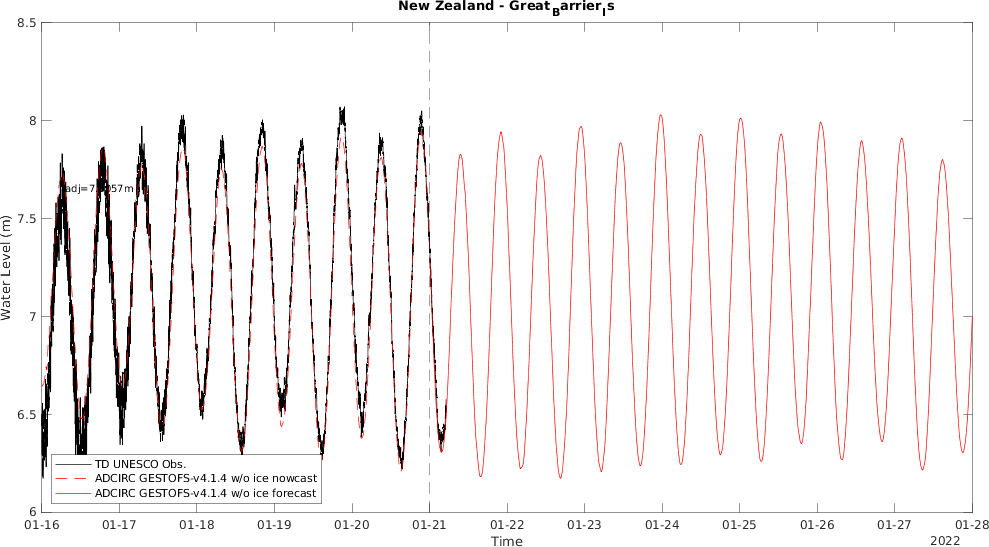 New Zealand - GreatBarrierIs
8.5
8
7.5
7
6.5
6
Water Level (m)
TD UNESCO Obs.
ADCIRC GESTOFS-v4.1.4 w/o ice nowcast
ADCIRC GESTOFS-v4.1.4 w/o ice forecast
01-16 01-17 01-18 01-19 01-20 01-21 01-22 01-23 01-24 01-25 01-26 01-27 01-28
Time
2022